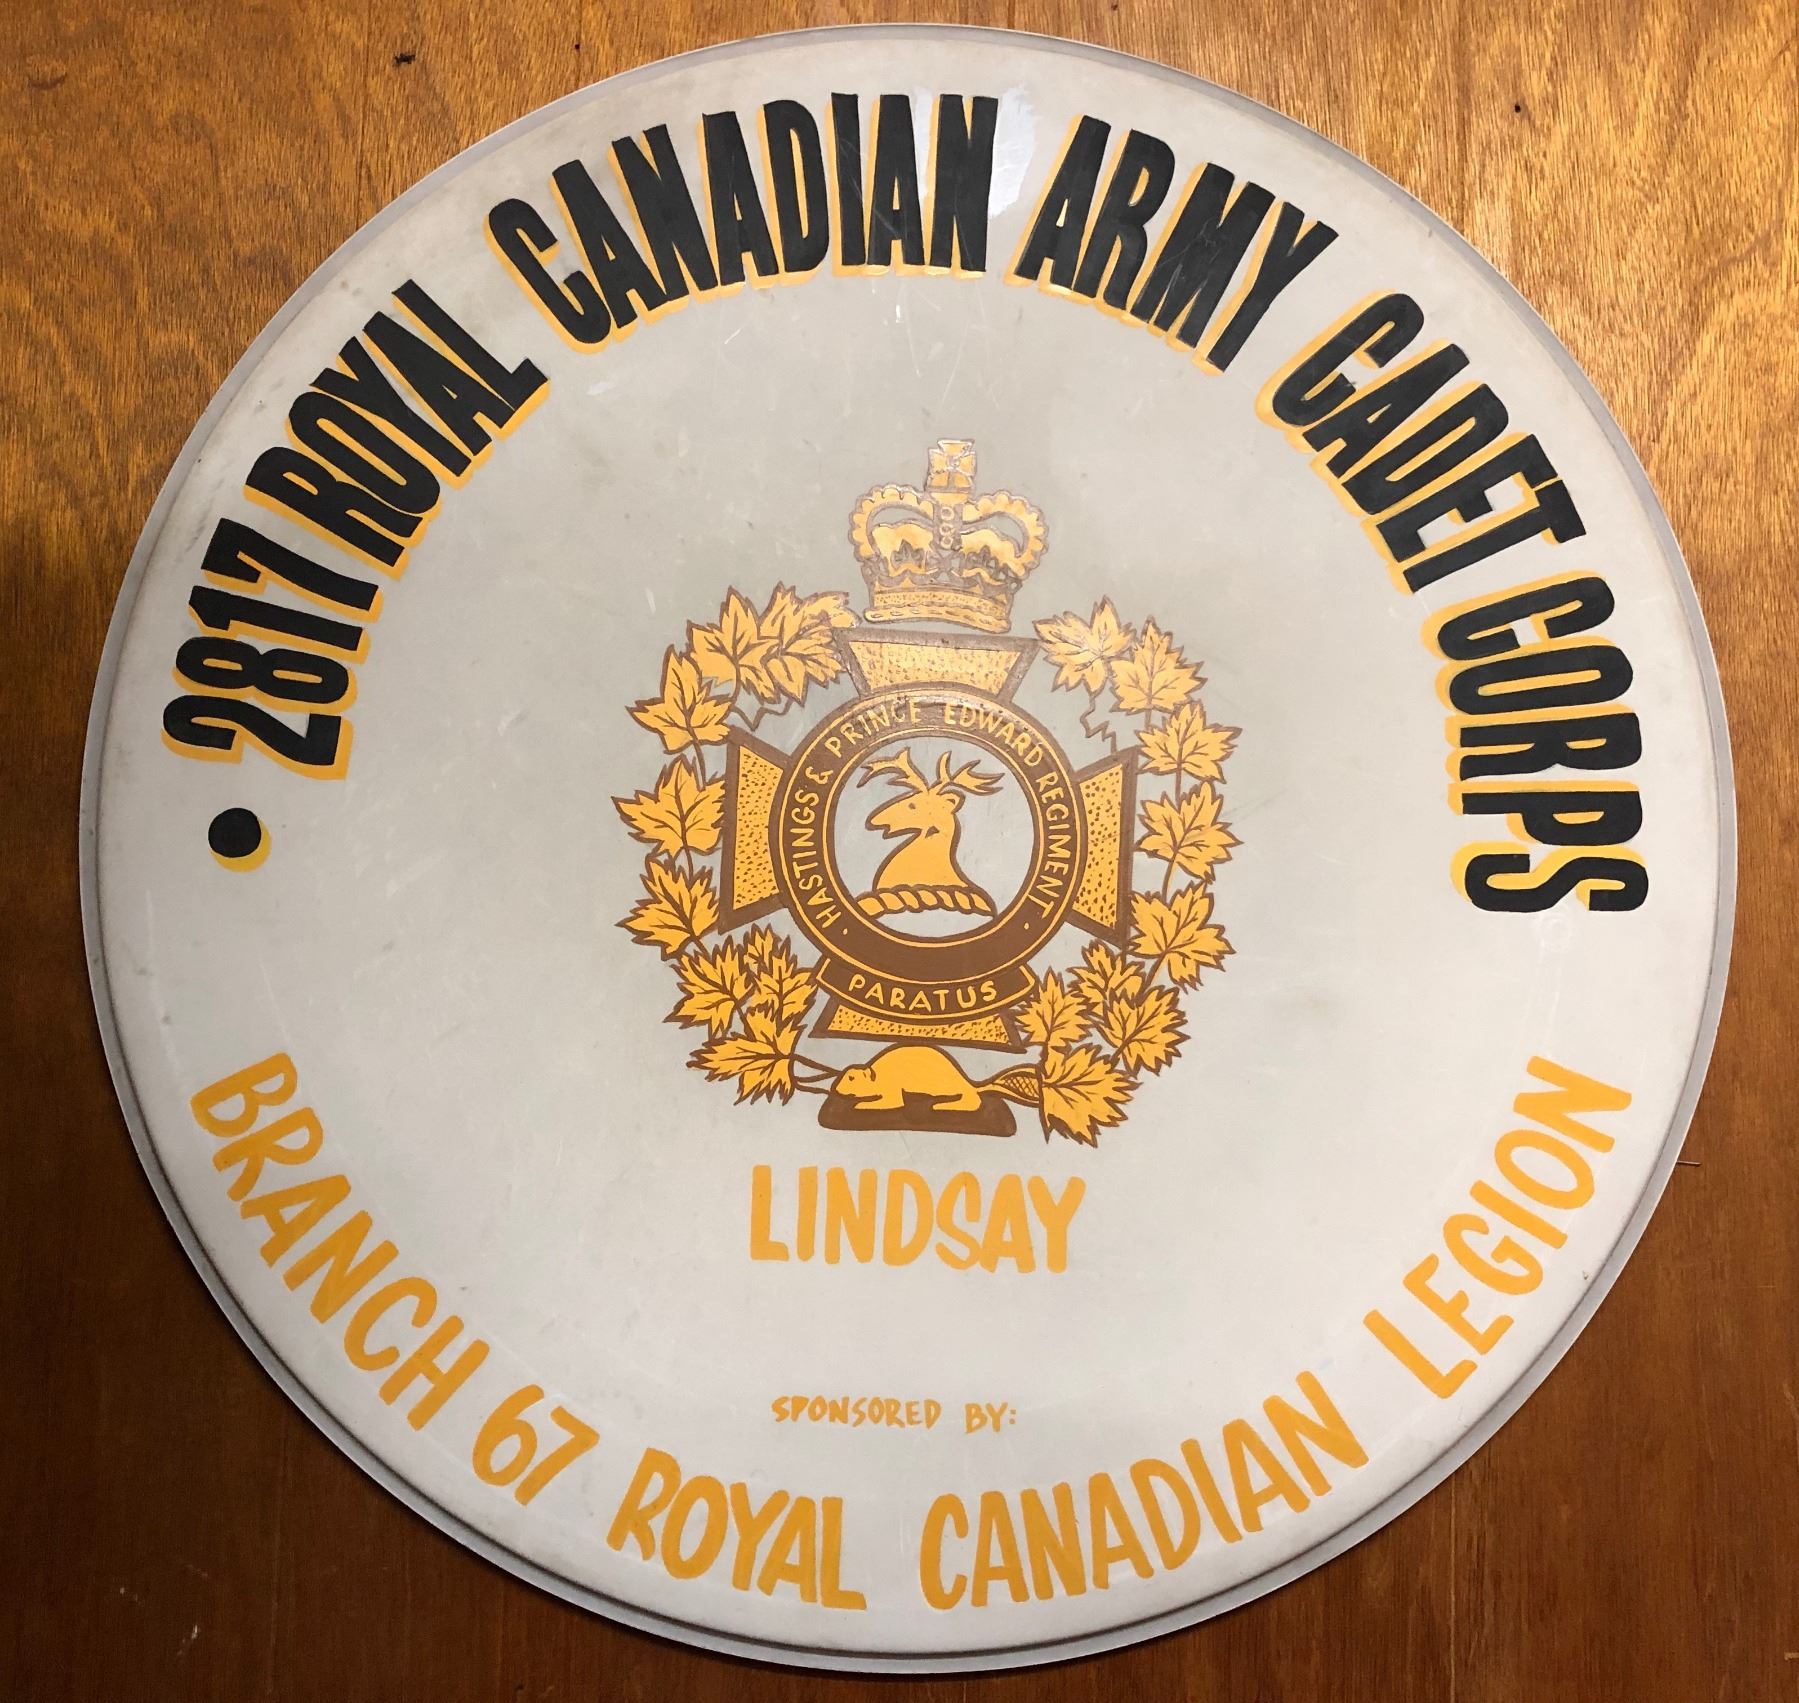 • 2817 ROYAL CANADIAN ARMY CADET CORPS
• HASTINGS & PRINCE EDWARD REGIMENT •
PARATUS
LINDSAY
SPONSORED BY:
BRANCH 67 ROYAL CANADIAN LEGION